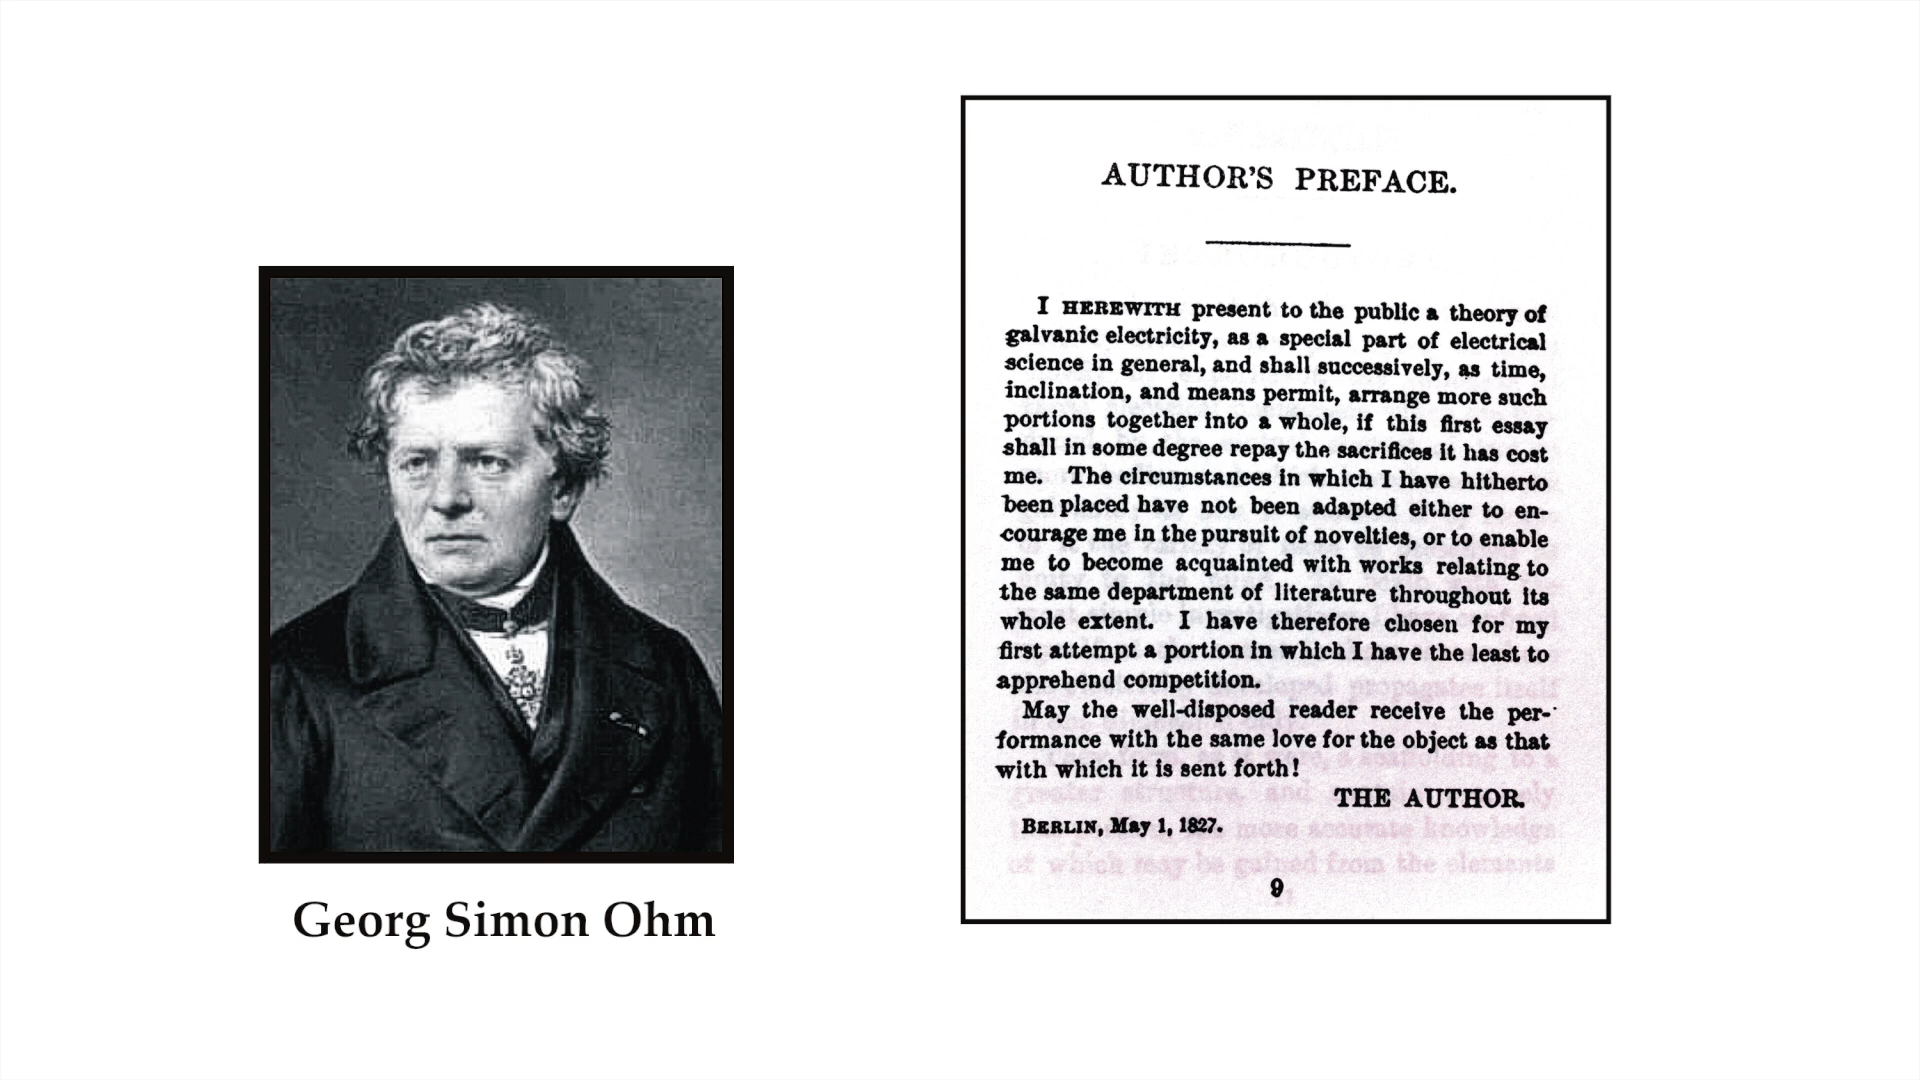 Georg Simon Ohm
AUTHOR'S PREFACE.
I HEREWITH present to the public a theory of
galvanic electricity, as a special part of electrical
science in general, and shall successively, as time,
inclination, and means permit, arrange more such
portions together into a whole, if this first essay
shall in some degree repay the sacrifices it has cost
me. The circumstances in which I have hitherto
been placed have not been adapted either to en-
courage me in the pursuit of novelties, or to enable
me to become acquainted with works relating to
the same department of literature throughout its
whole extent. I have therefore chosen for my
first attempt a portion in which I have the least to
apprehend competition.
May the well-disposed reader receive the per-
formance with the same love for the object as that
with which it is sent forth!
THE AUTHOR.
BERLIN, May 1, 1827.
9